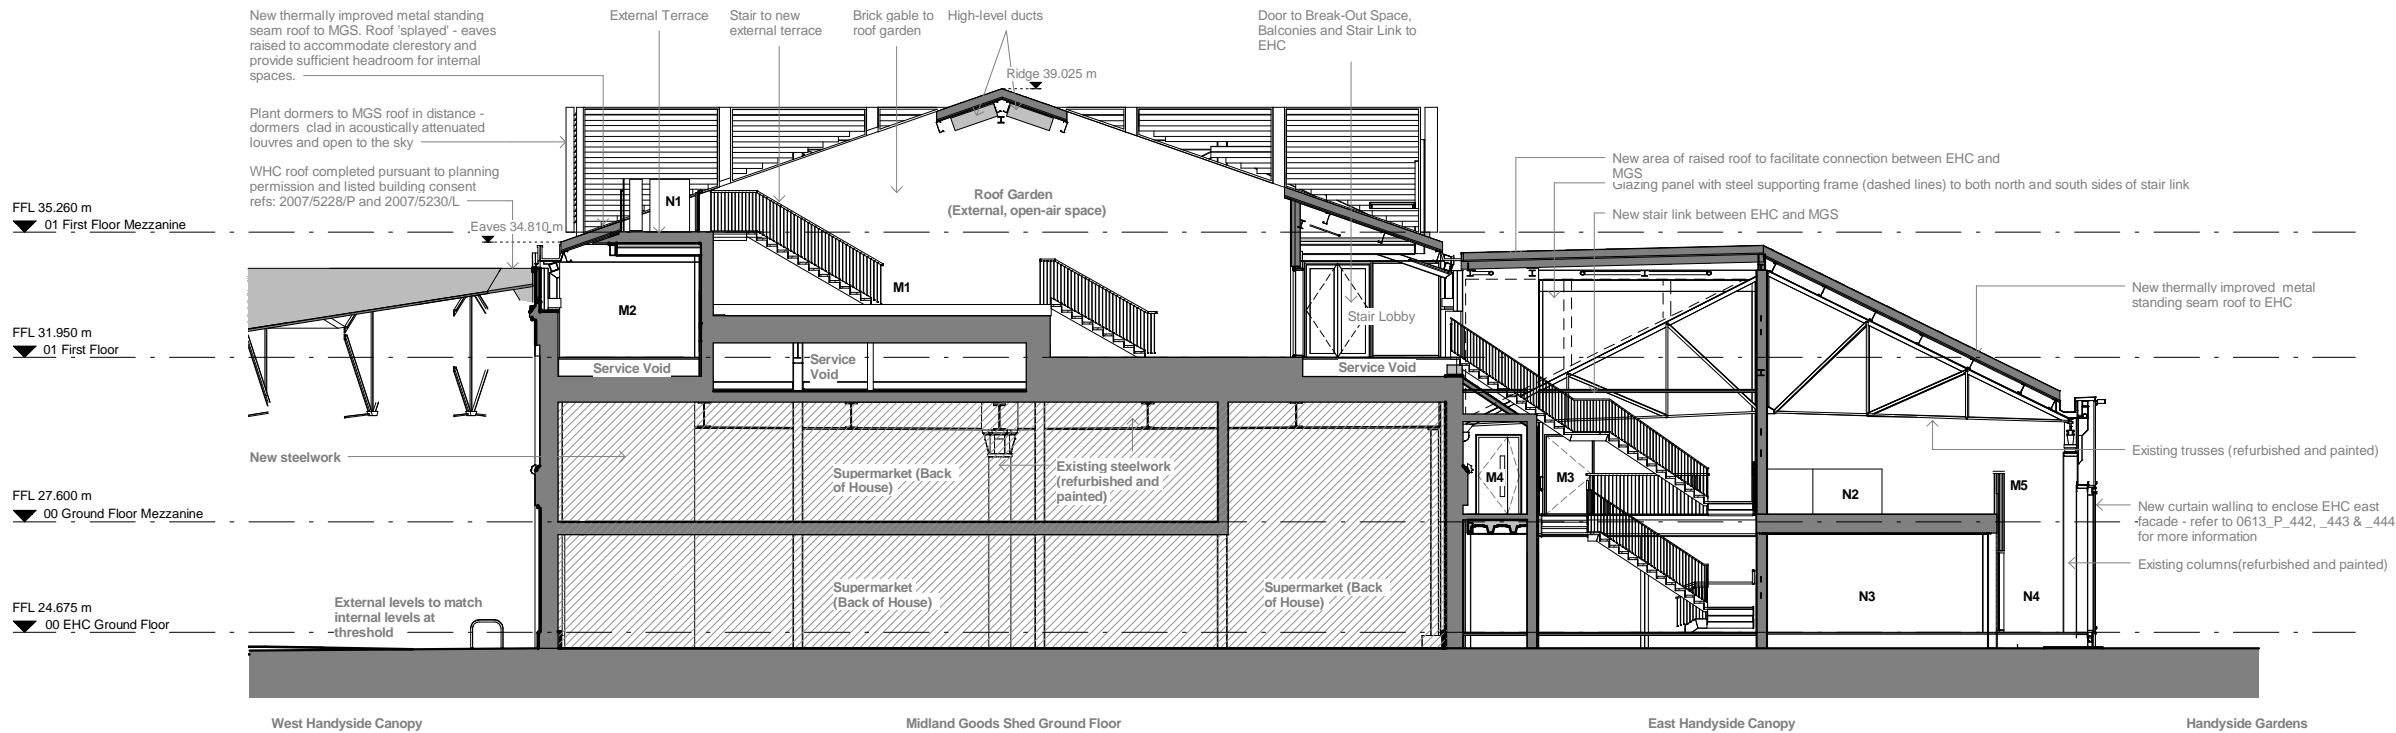 New thermally improved metal standing
seam roof to MGS. Roof 'splayed' - eaves
raised to accommodate clerestory and
provide sufficient headroom for internal
spaces.
External Terrace
Stair to new
external terrace
Brick gable to
roof garden
High-level ducts
Door to Break-Out Space,
Balconies and Stair Link to
EHC
Ridge 39.025 m
Plant dormers to MGS roof in distance -
dormers clad in acoustically attenuated
louvres and open to the sky
WHC roof completed pursuant to planning
permission and listed building consent
refs: 2007/5228/P and 2007/5230/L
New area of raised roof to facilitate connection between EHC and
MGS
Glazing panel with steel supporting frame (dashed lines) to both north and south sides of stair link
New stair link between EHC and MGS
FFL 35.260 m
01 First Floor Mezzanine
Eaves 34.810 m
N1
Roof Garden
(External, open-air space)
M1
M2
Stair Lobby
New thermally improved metal
standing seam roof to EHC
FFL 31.950 m
01 First Floor
Service Void
Service
Void
Service Void
New steelwork
Supermarket (Back
of House)
Existing steelwork
(refurbished and
painted)
M4
M3
N2
M5
Existing trusses (refurbished and painted)
FFL 27.600 m
00 Ground Floor Mezzanine
New curtain walling to enclose EHC east
facade - refer to 0613_P_442, _443 & _444
for more information
Existing columns(refurbished and painted)
FFL 24.675 m
00 EHC Ground Floor
External levels to match
internal levels at
threshold
Supermarket
(Back of House)
Supermarket (Back
of House)
N3
N4
West Handyside Canopy
Midland Goods Shed Ground Floor
East Handyside Canopy
Handyside Gardens